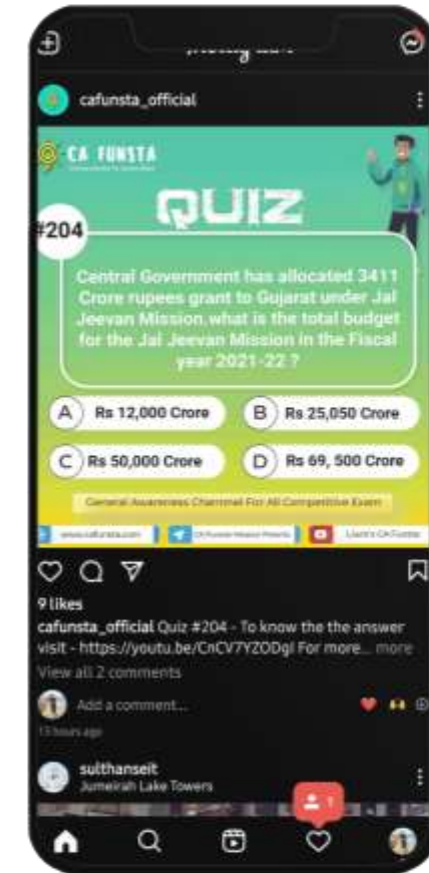 cafunsta_official
CA FUNSTA
QUIZ
#204
Central Government has allocated 3411
Crore rupees grant to Gujarat under Jal
Jeevan Mission.what is the total budget
for the Jal Jeevan Mission in the Fiscal
year 2021-22 ?
A Rs 12,000 Crore B Rs 25,050 Crore
C Rs 50,000 Crore D Rs 69, 500 Crore
General Awareness Channel For All Competitive Exam
www.cafunsta.com
9 likes
cafunsta_official Quiz #204 - To know the the answer
visit - https://youtu.be/CnCV7YZODgI For more... more
View all 2 comments
Add a comment...
13 hours ago
sulthanseit
Jumeirah Lake Towers
1